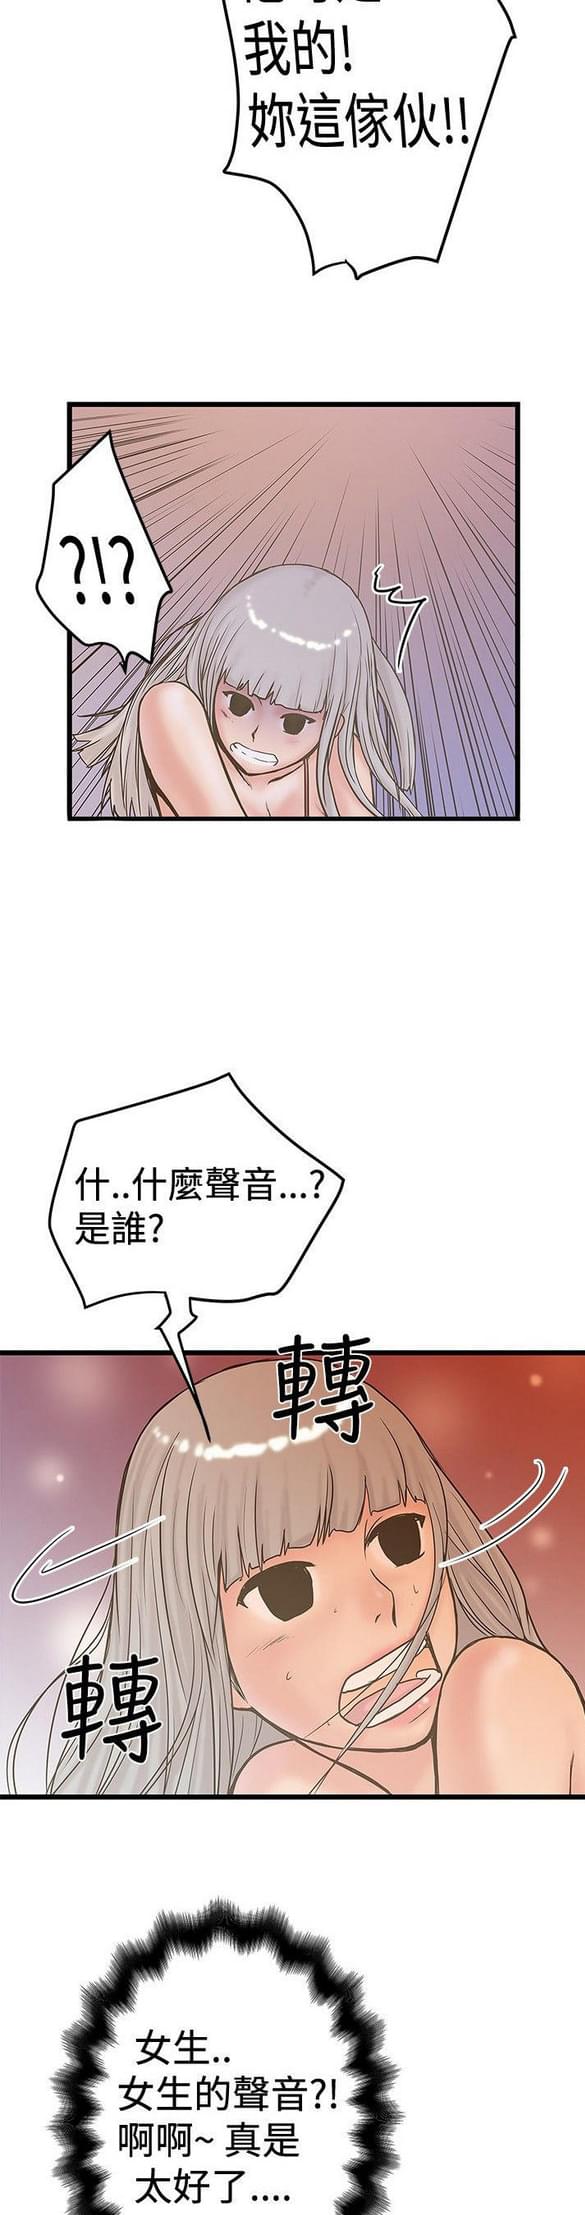 我的!
妳這傢伙!!
?!?
什..什麼聲音...?
是誰?
轉
轉
女生..
女生的聲音?!
啊啊~ 真是
太好了....